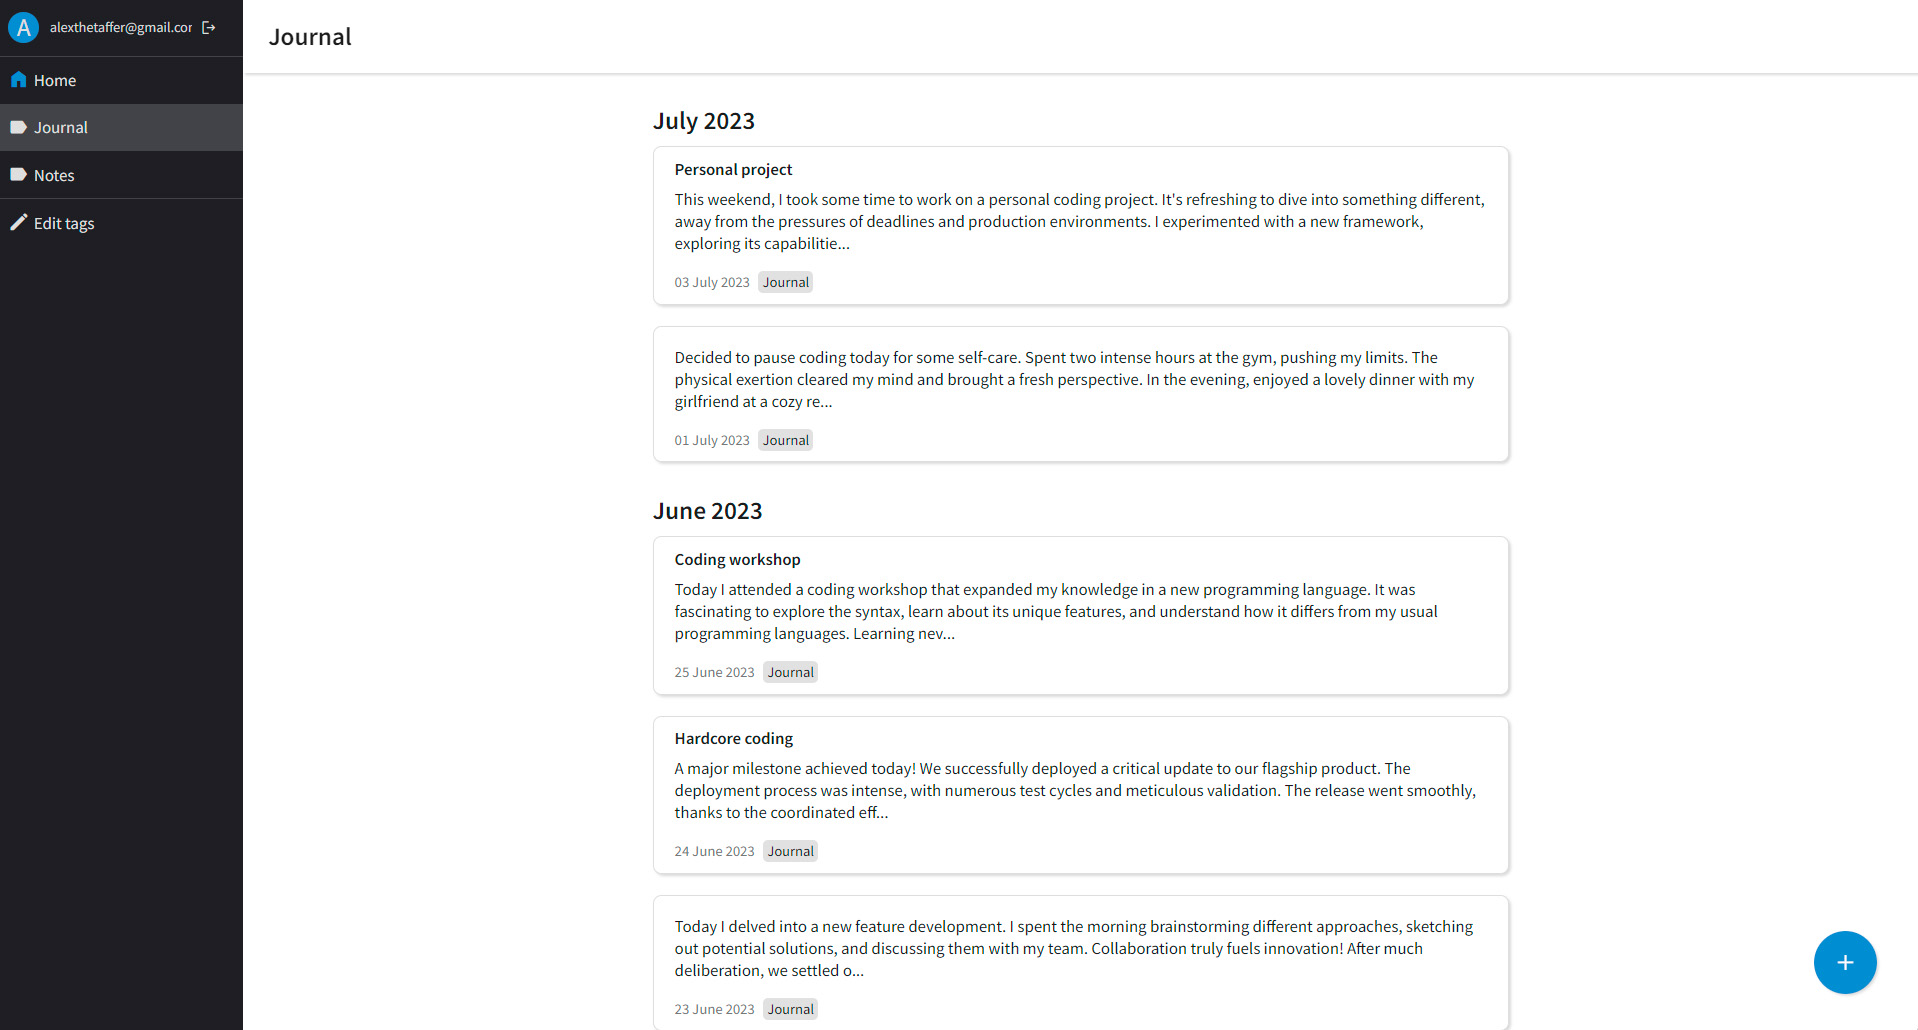 A alexthetaffer@gmail.cor
Home
Journal
Notes
Edit tags
Journal
July 2023
Personal project
This weekend, I took some time to work on a personal coding project. It's refreshing to dive into something different,
away from the pressures of deadlines and production environments. I experimented with a new framework,
exploring its capabilitie...
03 July 2023 Journal
Decided to pause coding today for some self-care. Spent two intense hours at the gym, pushing my limits. The
physical exertion cleared my mind and brought a fresh perspective. In the evening, enjoyed a lovely dinner with my
girlfriend at a cozy re...
01 July 2023 Journal
June 2023
Coding workshop
Today I attended a coding workshop that expanded my knowledge in a new programming language. It was
fascinating to explore the syntax, learn about its unique features, and understand how it differs from my usual
programming languages. Learning nev...
25 June 2023 Journal
Hardcore coding
A major milestone achieved today! We successfully deployed a critical update to our flagship product. The
deployment process was intense, with numerous test cycles and meticulous validation. The release went smoothly,
thanks to the coordinated eff...
24 June 2023 Journal
Today I delved into a new feature development. I spent the morning brainstorming different approaches, sketching
out potential solutions, and discussing them with my team. Collaboration truly fuels innovation! After much
deliberation, we settled o...
23 June 2023 Journal
+